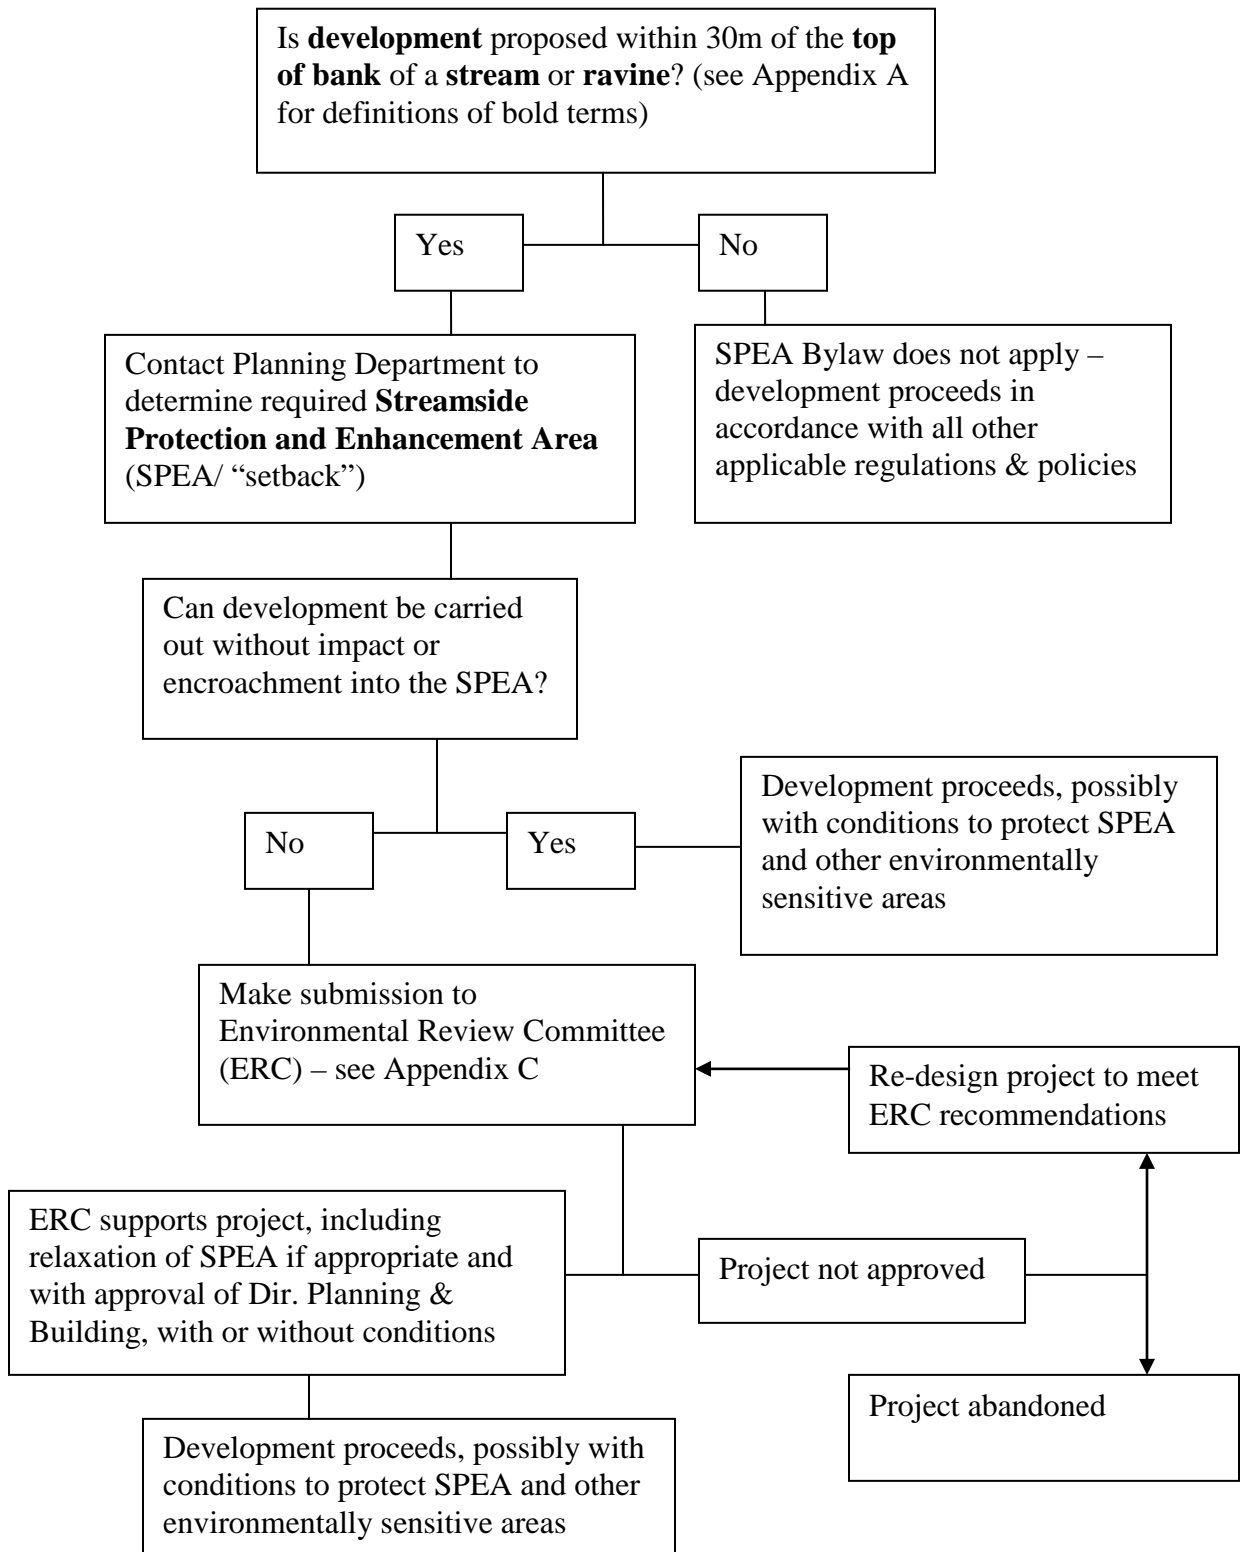 Is development proposed within 30m of the top
of bank of a stream or ravine? (see Appendix A
for definitions of bold terms)
Yes
No
Contact Planning Department to
determine required Streamside
Protection and Enhancement Area
(SPEA/ “setback”)
SPEA Bylaw does not apply –
development proceeds in
accordance with all other
applicable regulations & policies
Can development be carried
out without impact or
encroachment into the SPEA?
No
Yes
Development proceeds, possibly
with conditions to protect SPEA
and other environmentally
sensitive areas
Make submission to
Environmental Review Committee
(ERC) – see Appendix C
Re-design project to meet
ERC recommendations
ERC supports project, including
relaxation of SPEA if appropriate and
with approval of Dir. Planning &
Building, with or without conditions
Project not approved
Project abandoned
Development proceeds, possibly with
conditions to protect SPEA and other
environmentally sensitive areas